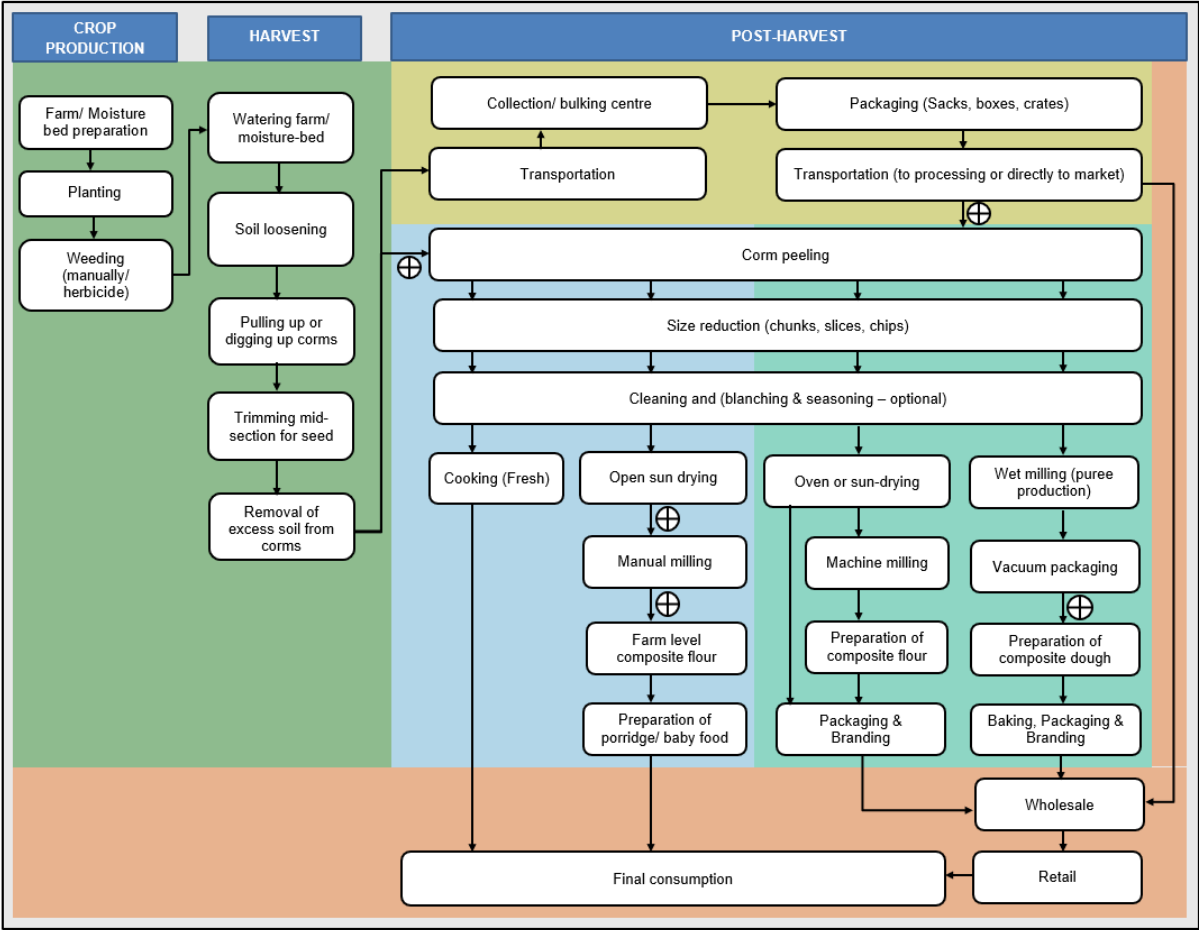 CROP
PRODUCTION
HARVEST
POST-HARVEST
Farm/ Moisture
bed preparation
Planting
Weeding
(manually/
herbicide)
Watering farm/
moisture-bed
Soil loosening
Pulling up or
digging up corms
Trimming mid-
section for seed
Removal of
excess soil from
corms
Collection/ bulking centre
Packaging (Sacks, boxes, crates)
Transportation
Transportation (to processing or directly to market)
Corm peeling
Size reduction (chunks, slices, chips)
Cleaning and (blanching & seasoning – optional)
Cooking (Fresh)
Open sun drying
Manual milling
Farm level
composite flour
Preparation of
porridge/ baby food
Oven or sun-drying
Machine milling
Preparation of
composite flour
Packaging &
Branding
Wet milling (puree
production)
Vacuum packaging
Preparation of
composite dough
Baking, Packaging &
Branding
Wholesale
Retail
Final consumption